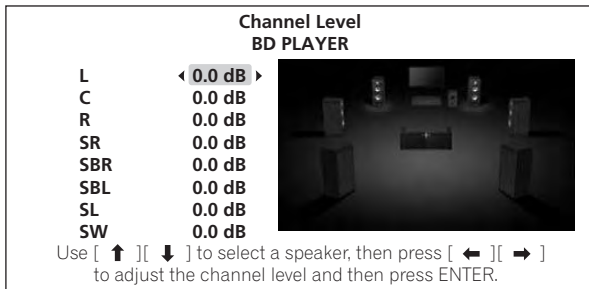 Channel Level
BD PLAYER
L 0.0 dB
C 0.0 dB
R 0.0 dB
SR 0.0 dB
SBR 0.0 dB
SBL 0.0 dB
SL 0.0 dB
SW 0.0 dB
Use [ ↑ ][ ↓ ] to select a speaker, then press [ ← ][ → ]
to adjust the channel level and then press ENTER.